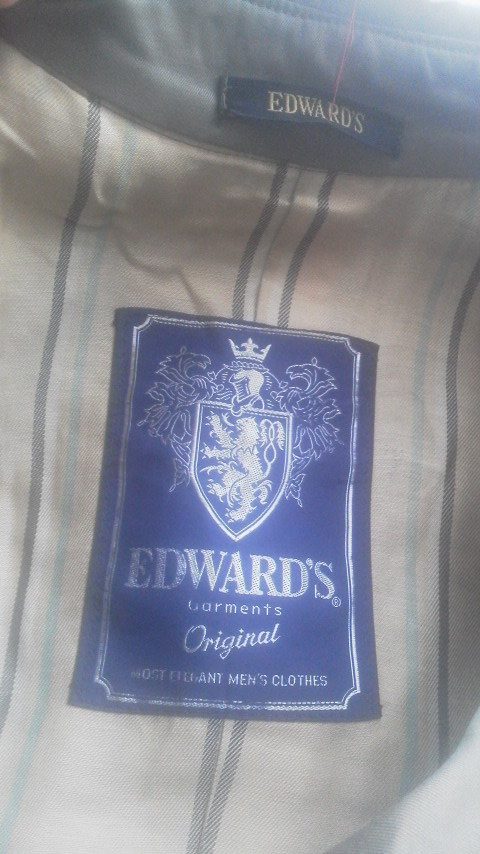 EDWARD'S
EDWARD'S®
Garments
Original
MOST ELEGANT MEN'S CLOTHES